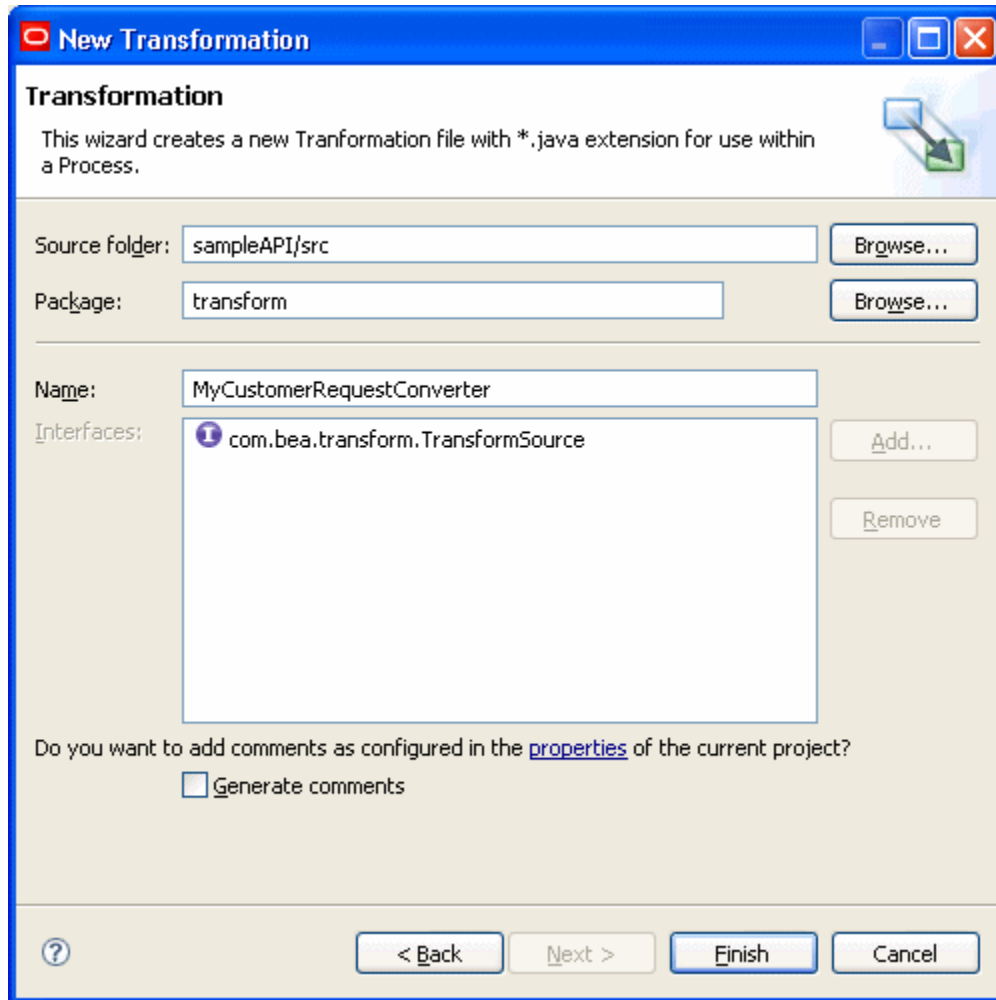 New Transformation
Transformation
This wizard creates a new Tranformation file with *.java extension for use within
a Process.
Source folder: sampleAPI/src Browse...
Package: transform Browse...
Name: MyCustomerRequestConverter
Interfaces: I com.bea.transform.TransformSource Add...
Remove
Do you want to add comments as configured in the properties of the current project?
Generate comments
? < Back Next > Finish Cancel